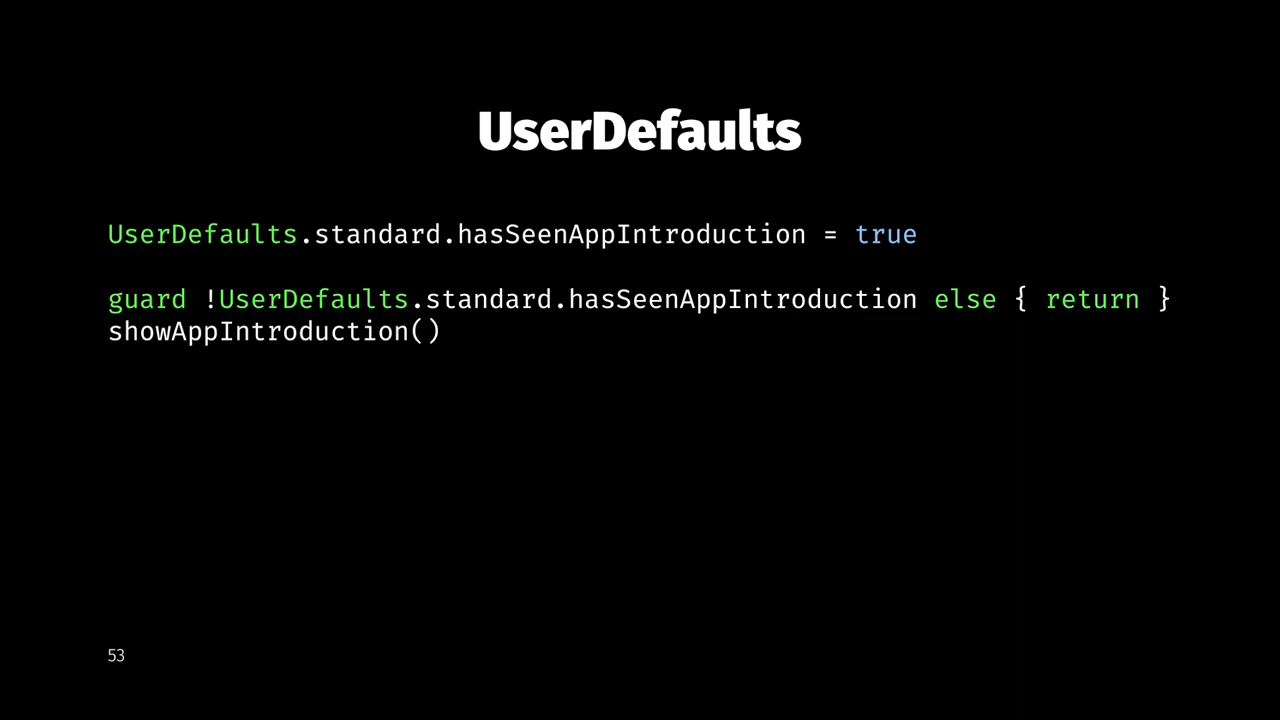 UserDefaults
UserDefaults.standard.hasSeenAppIntroduction = true
guard !UserDefaults.standard.hasSeenAppIntroduction else { return }
showAppIntroduction()
53